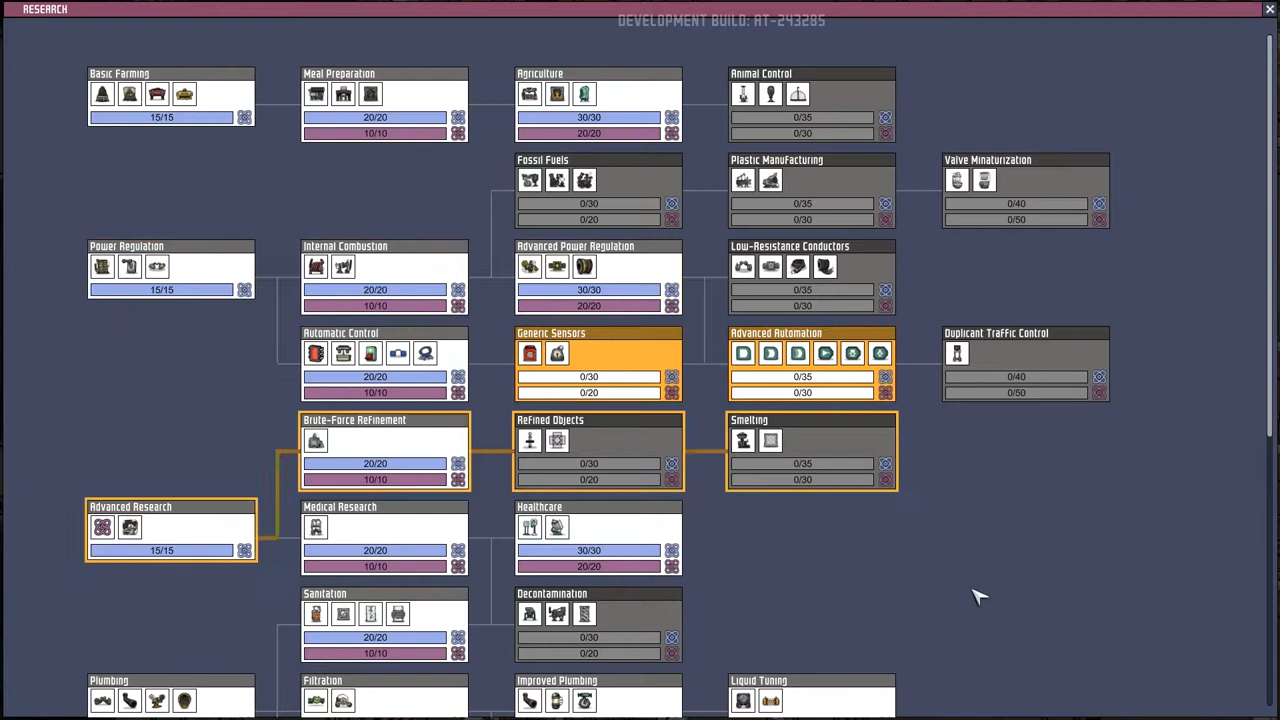 RESEARCH
DEVELOPMENT BUILD: AT-243285
Basic Farming
15/15
Meal Preparation
20/20
10/10
Agriculture
30/30
20/20
Animal Control
0/35
0/30
Fossil Fuels
0/30
0/20
Plastic Manufacturing
0/35
0/30
Valve Minaturization
0/40
0/50
Power Regulation
15/15
Internal Combustion
20/20
10/10
Advanced Power Regulation
30/30
20/20
Low-Resistance Conductors
0/35
0/30
Automatic Control
20/20
10/10
Generic Sensors
0/30
0/20
Advanced Automation
0/35
0/30
Duplicant Traffic Control
0/40
0/50
Brute-Force Refinement
20/20
10/10
Refined Objects
0/30
0/20
Smelting
0/35
0/30
Advanced Research
15/15
Medical Research
20/20
10/10
Healthcare
30/30
20/20
Sanitation
20/20
10/10
Decontamination
0/30
0/20
Plumbing
Filtration
Improved Plumbing
Liquid Tuning